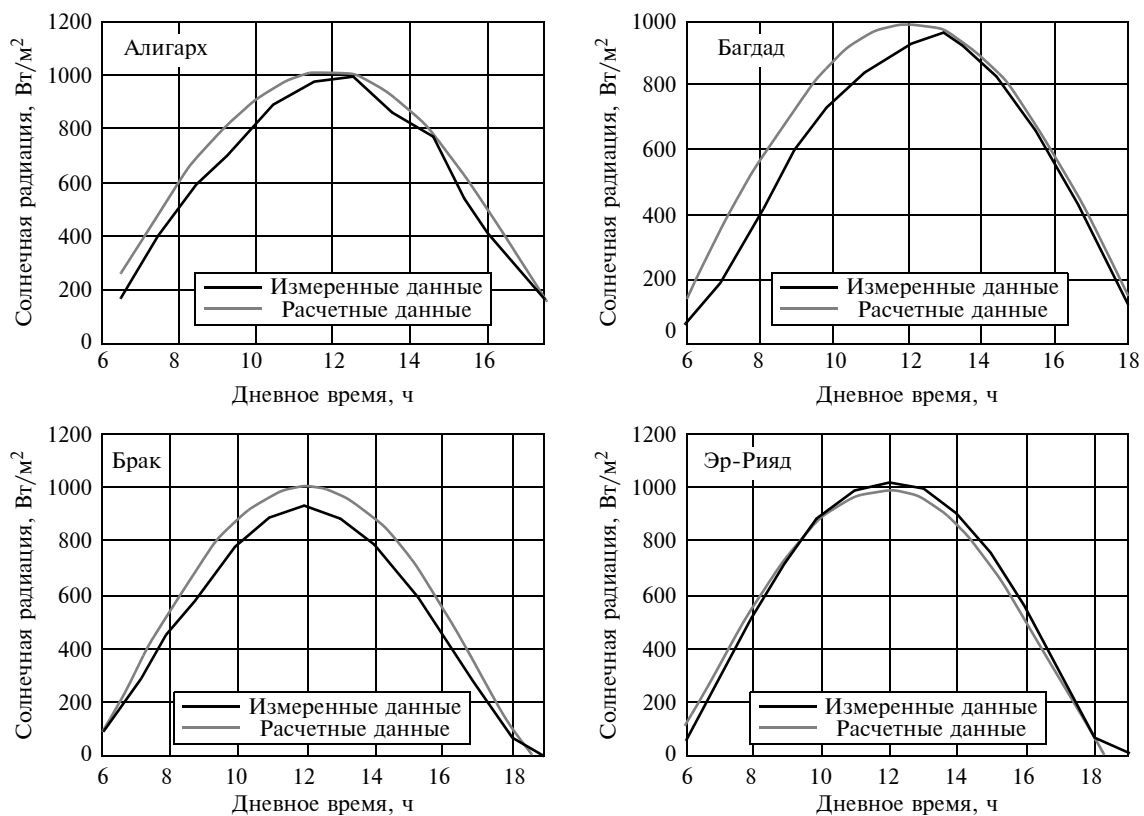 Солнечная радиация, Вт/м²
1200
1000
800
600
400
200
0
Алигарх
Измеренные данные
Расчетные данные
6 8 10 12 14 16
Дневное время, ч
Солнечная радиация, Вт/м²
1000
800
600
400
200
0
Багдад
Измеренные данные
Расчетные данные
6 8 10 12 14 16 18
Дневное время, ч
Солнечная радиация, Вт/м²
1200
1000
800
600
400
200
0
Брак
Измеренные данные
Расчетные данные
6 8 10 12 14 16 18
Дневное время, ч
Солнечная радиация, Вт/м²
1200
1000
800
600
400
200
0
Эр-Рияд
Измеренные данные
Расчетные данные
6 8 10 12 14 16 18
Дневное время, ч